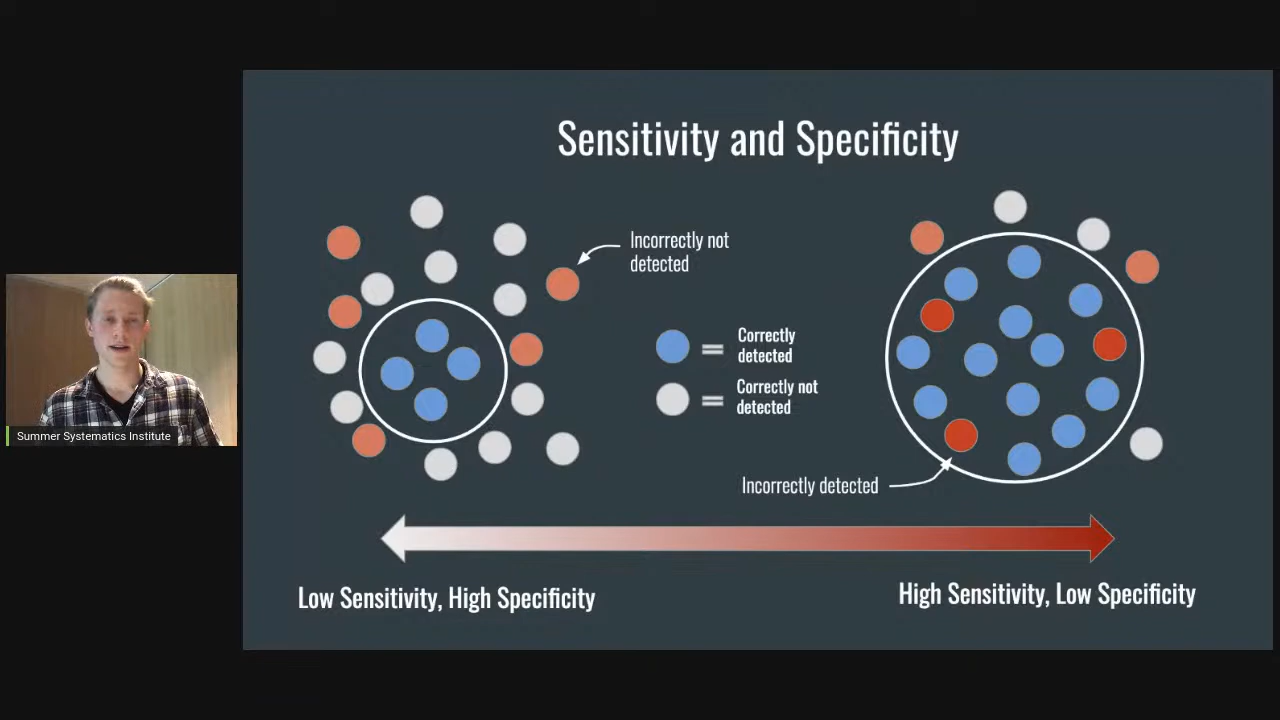 Sensitivity and Specificity
Incorrectly not
detected
Correctly
detected
Correctly not
detected
Incorrectly detected
Low Sensitivity, High Specificity
High Sensitivity, Low Specificity
Summer Systematics Institute